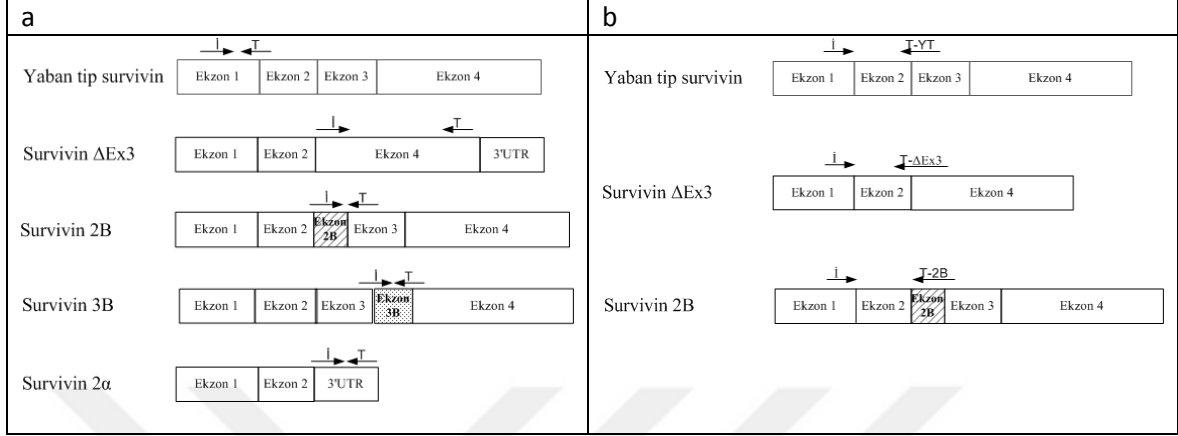 a
İ T
Yaban tip survivin
Ekzon 1 Ekzon 2 Ekzon 3 Ekzon 4
İ T
Survivin ΔEx3
Ekzon 1 Ekzon 2 Ekzon 4 3'UTR
İ T
Survivin 2B
Ekzon 1 Ekzon 2 Ekzon 2B Ekzon 3 Ekzon 4
İ T
Survivin 3B
Ekzon 1 Ekzon 2 Ekzon 3 Ekzon 3B Ekzon 4
İ T
Survivin 2α
Ekzon 1 Ekzon 2 3'UTR
b
İ T-YT
Yaban tip survivin
Ekzon 1 Ekzon 2 Ekzon 3 Ekzon 4
İ T-ΔEx3
Survivin ΔEx3
Ekzon 1 Ekzon 2 Ekzon 4
İ T-2B
Survivin 2B
Ekzon 1 Ekzon 2 Ekzon 2B Ekzon 3 Ekzon 4